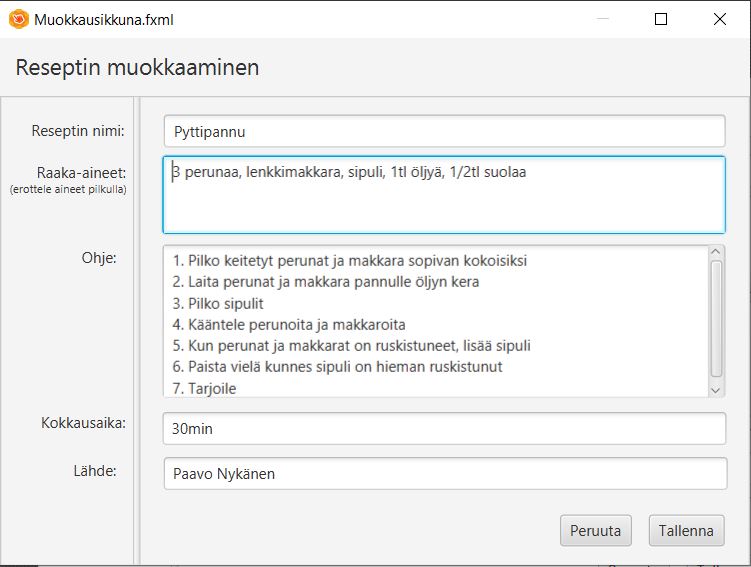 Muokkausikkuna.fxml
Reseptin muokkaaminen
Reseptin nimi:
Pyttipannu
Raaka-aineet:
(erottele aineet pilkulla)
3 perunaa, lenkkimakkara, sipuli, 1tl öljyä, 1/2tl suolaa
Ohje:
1. Pilko keitetyt perunat ja makkara sopivan kokoisiksi
2. Laita perunat ja makkara pannulle öljyn kera
3. Pilko sipulit
4. Kääntele perunoita ja makkaroita
5. Kun perunat ja makkarat on ruskistuneet, lisää sipuli
6. Paista vielä kunnes sipuli on hieman ruskistunut
7. Tarjoile
Kokkausaika:
30min
Lähde:
Paavo Nykänen
Peruuta
Tallenna